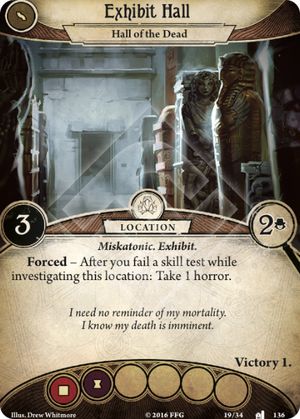 Exhibit Hall
Hall of the Dead
3
LOCATION
2
Miskatonic. Exhibit.
Forced – After you fail a skill test while
investigating this location: Take 1 horror.
I need no reminder of my mortality.
I know my death is imminent.
Victory 1.
Illus. Drew Whitmore
© 2016 FFG
19/34
136